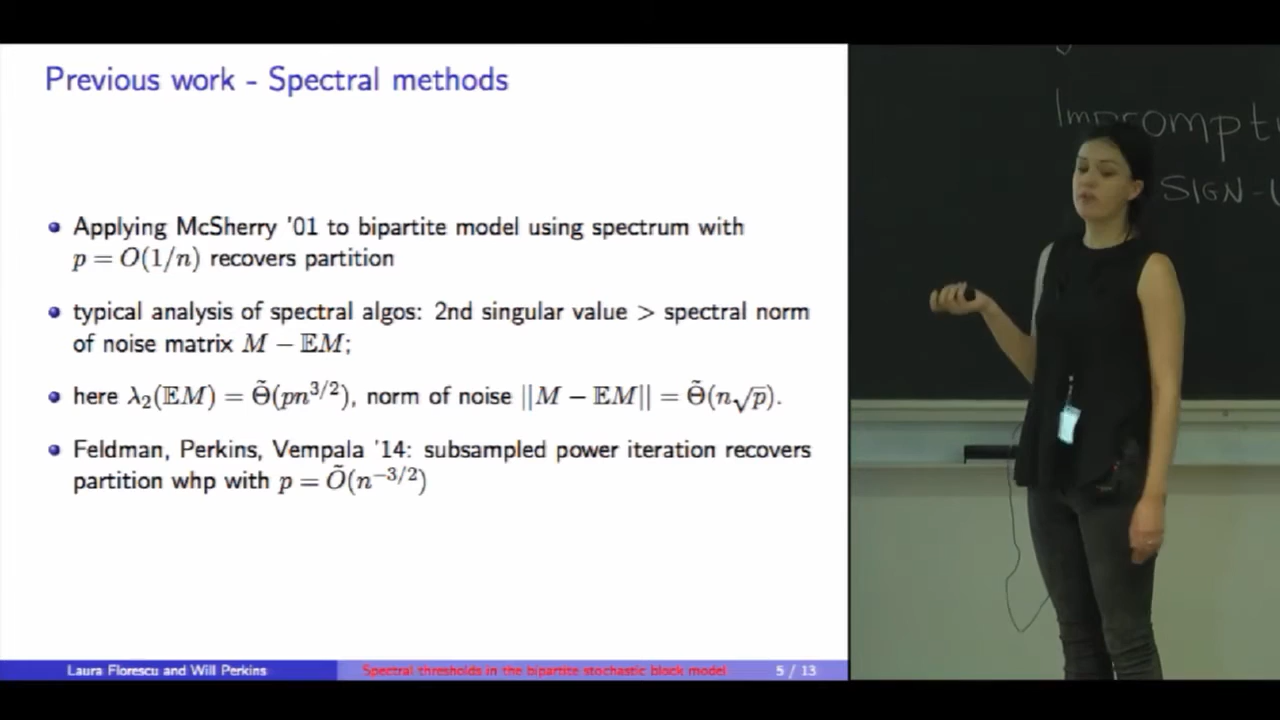 Previous work - Spectral methods
Applying McSherry '01 to bipartite model using spectrum with
p = O(1/n) recovers partition
typical analysis of spectral algos: 2nd singular value > spectral norm
of noise matrix M − 𝔼M;
here λ₂(𝔼M) = Θ̃(pn^{3/2}), norm of noise ||M − 𝔼M|| = Θ̃(n√p).
Feldman, Perkins, Vempala '14: subsampled power iteration recovers
partition whp with p = Õ(n^{−3/2})
Laura Florescu and Will Perkins
Spectral thresholds in the bipartite stochastic block model
5 / 13
SIGN-U